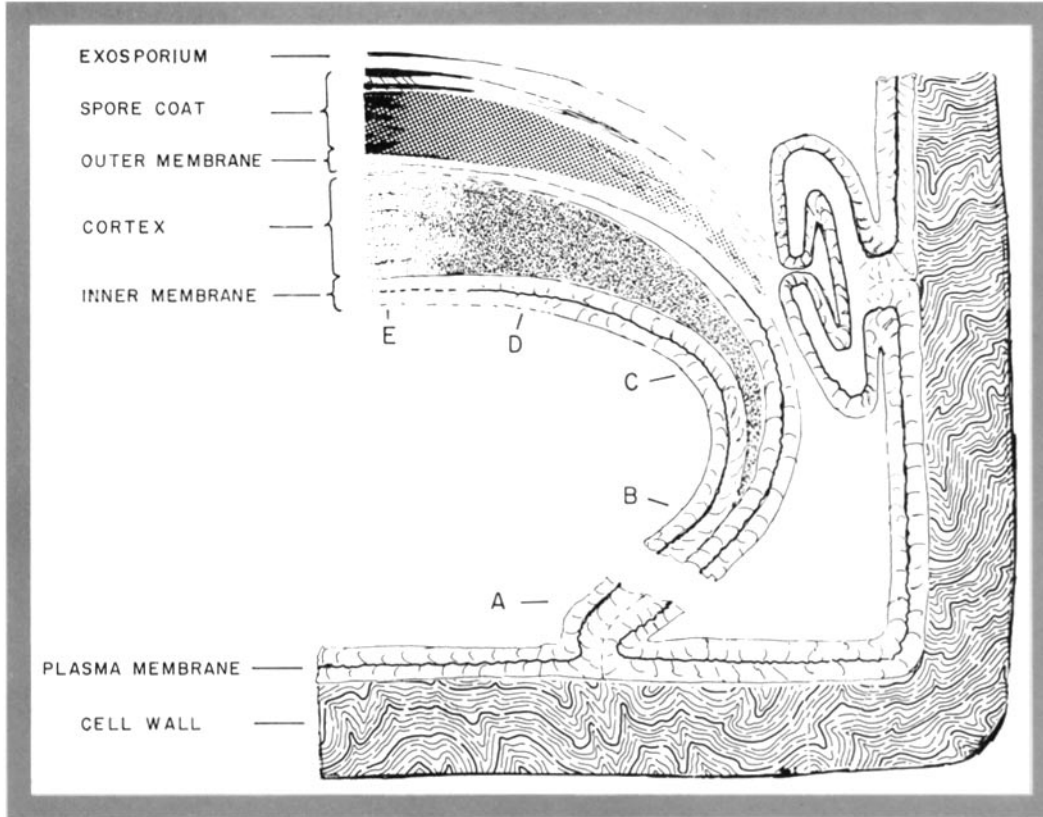 EXOSPORIUM
SPORE COAT
OUTER MEMBRANE
CORTEX
INNER MEMBRANE
E
D
C
B
A
PLASMA MEMBRANE
CELL WALL